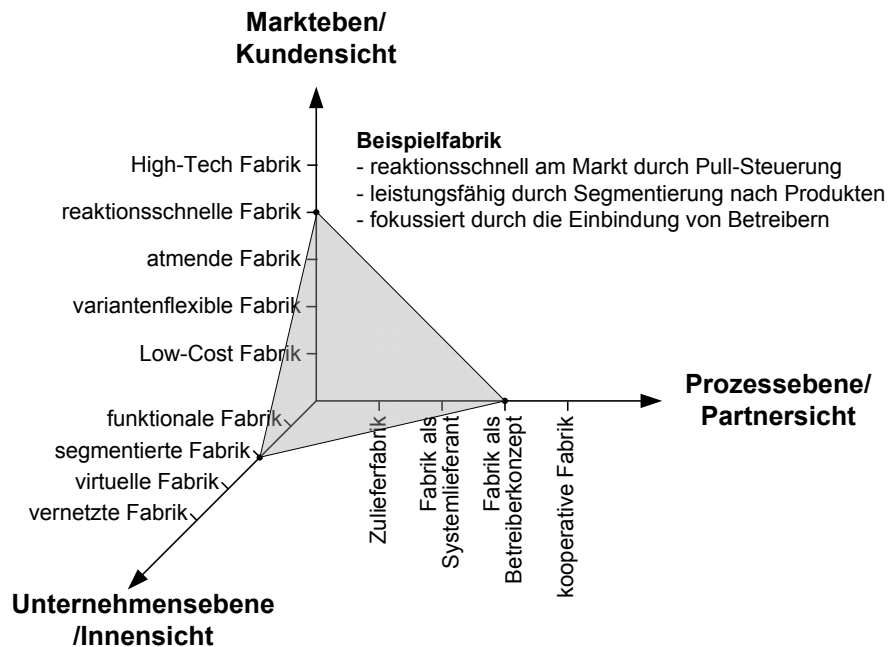 Markteben/
Kundensicht
Beispielfabrik
- reaktionsschnell am Markt durch Pull-Steuerung
- leistungsfähig durch Segmentierung nach Produkten
- fokussiert durch die Einbindung von Betreibern
High-Tech Fabrik
reaktionsschnelle Fabrik
atmende Fabrik
variantenflexible Fabrik
Low-Cost Fabrik
funktionale Fabrik
segmentierte Fabrik
virtuelle Fabrik
vernetzte Fabrik
Prozessebene/
Partnersicht
Zulieferfabrik
Fabrik als
Systemlieferant
Fabrik als
Betreiberkonzept
kooperative Fabrik
Unternehmensebene
/Innensicht